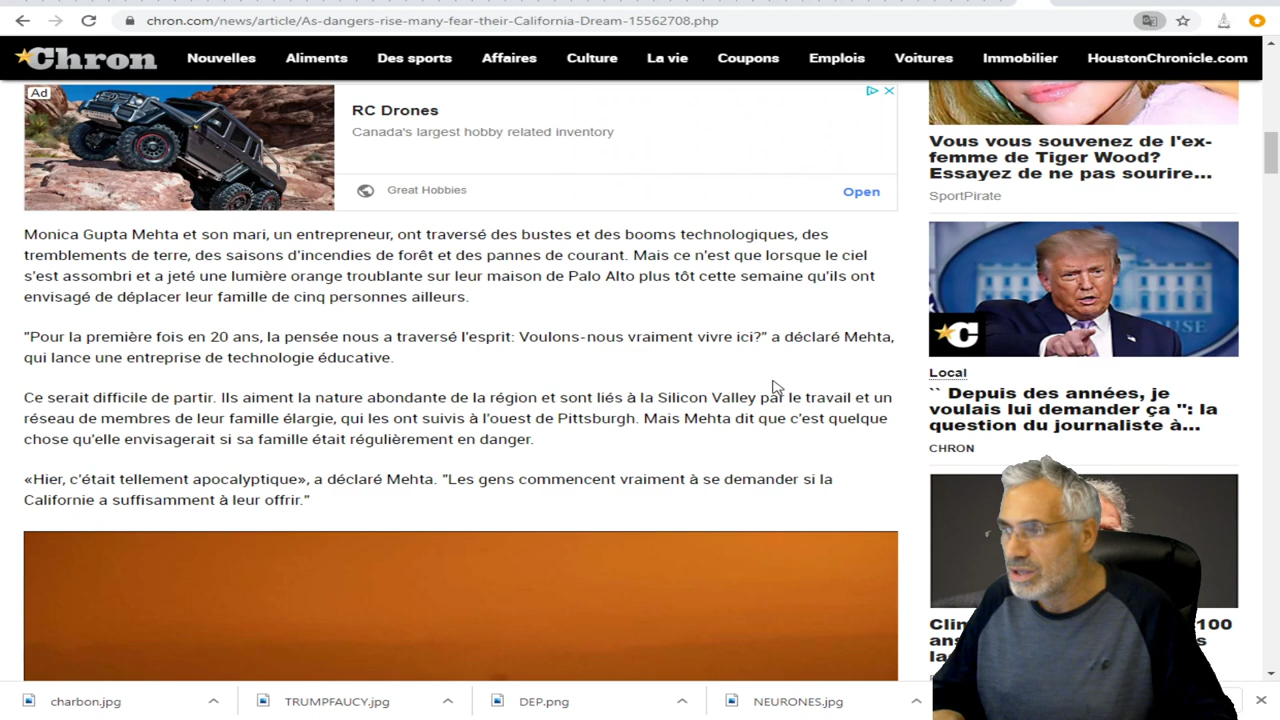 chron.com/news/article/As-dangers-rise-many-fear-their-California-Dream-15562708.php
Chron
Nouvelles
Aliments
Des sports
Affaires
Culture
La vie
Coupons
Emplois
Voitures
Immobilier
HoustonChronicle.com
Ad
RC Drones
Canada's largest hobby related inventory
Great Hobbies
Open
Monica Gupta Mehta et son mari, un entrepreneur, ont traversé des bustes et des booms technologiques, des
tremblements de terre, des saisons d'incendies de forêt et des pannes de courant. Mais ce n'est que lorsque le ciel
s'est assombri et a jeté une lumière orange troublante sur leur maison de Palo Alto plus tôt cette semaine qu'ils ont
envisagé de déplacer leur famille de cinq personnes ailleurs.
"Pour la première fois en 20 ans, la pensée nous a traversé l'esprit: Voulons-nous vraiment vivre ici?" a déclaré Mehta,
qui lance une entreprise de technologie éducative.
Ce serait difficile de partir. Ils aiment la nature abondante de la région et sont liés à la Silicon Valley par le travail et un
réseau de membres de leur famille élargie, qui les ont suivis à l'ouest de Pittsburgh. Mais Mehta dit que c'est quelque
chose qu'elle envisagerait si sa famille était régulièrement en danger.
«Hier, c'était tellement apocalyptique», a déclaré Mehta. "Les gens commencent vraiment à se demander si la
Californie a suffisamment à leur offrir."
Vous vous souvenez de l'ex-
femme de Tiger Wood?
Essayez de ne pas sourire...
SportPirate
C
Local
`` Depuis des années, je
voulais lui demander ça '': la
question du journaliste à...
CHRON
100
charbon.jpg
TRUMPFAUCY.jpg
DEP.png
NEURONES.jpg